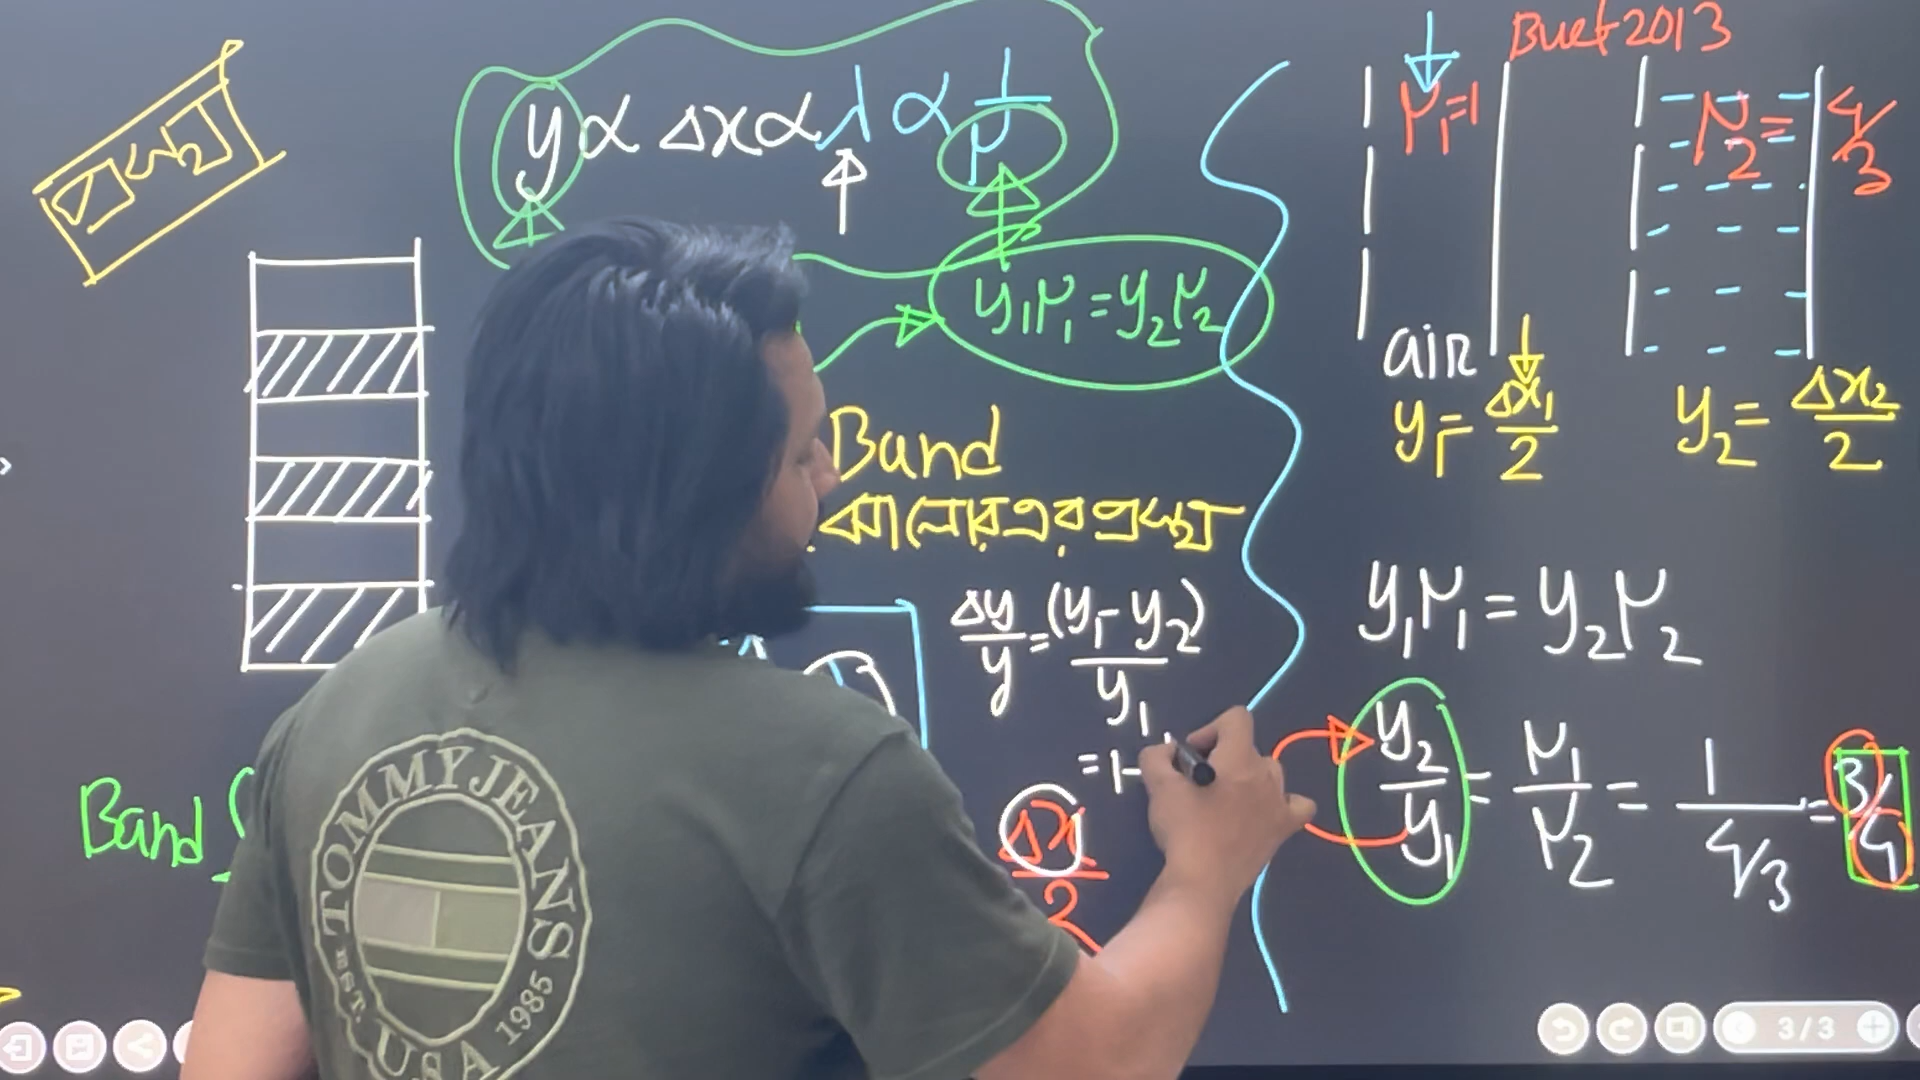 Buet 2013
y ∝ Δx ∝ λ ∝ 1/μ
μ₁=1
μ₂= 4/3
y₁μ₁ = y₂μ₂
air
y₁= Δx₁/2
y₂= Δx₂/2
Band
Δy/y = (y₁-y₂)/y₁
= 1-
y₁μ₁ = y₂μ₂
y₂/y₁ = μ₁/μ₂ = 1/(4/3) = 3/4
Band
Δx/2
TOMMY JEANS
EST. 1985
USA
3/3